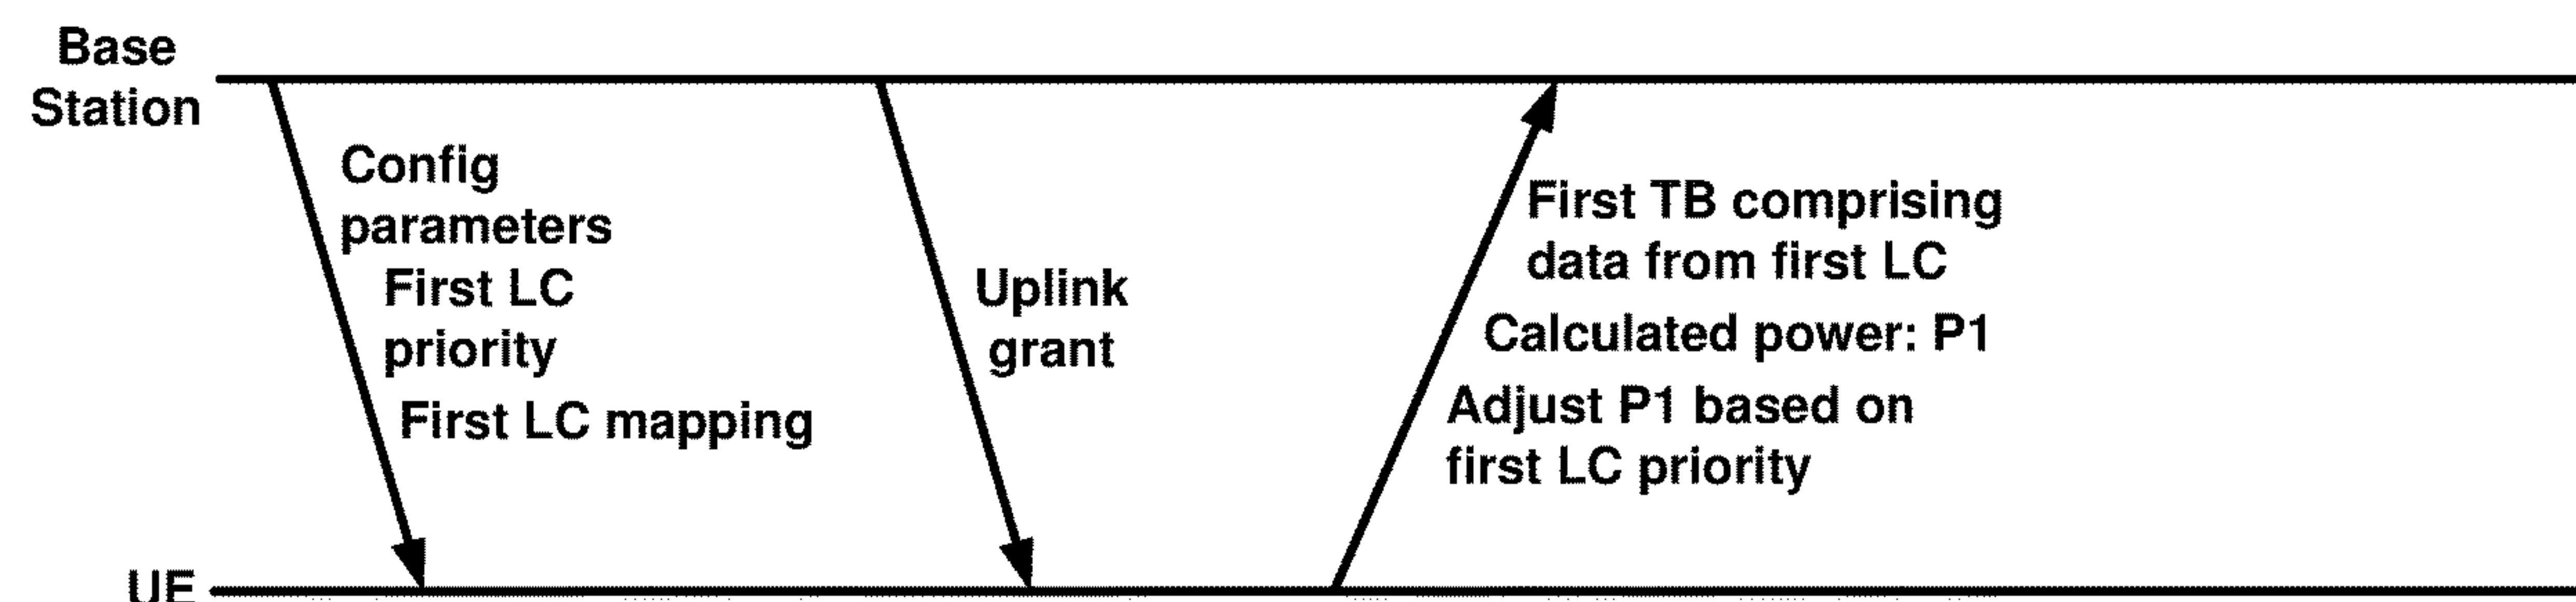 Base
Station
Config
parameters
First LC
priority
First LC mapping
Uplink
grant
First TB comprising
data from first LC
Calculated power: P1
Adjust P1 based on
first LC priority
UE